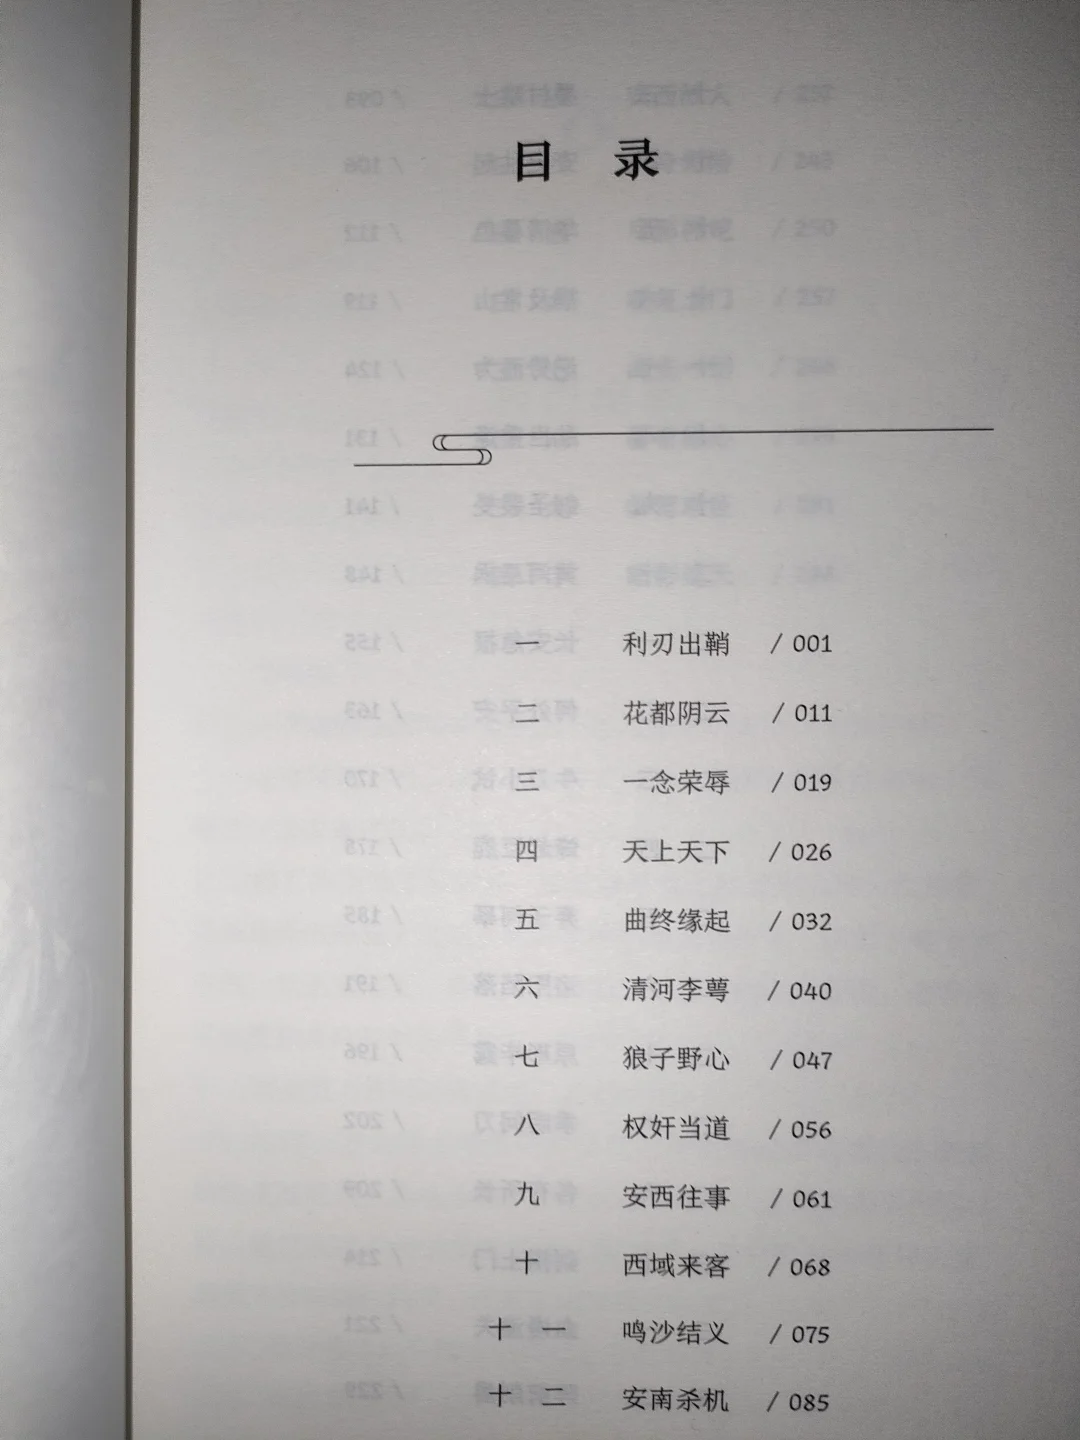 目 录
一 利刃出鞘 / 001
二 花都阴云 / 011
三 一念荣辱 / 019
四 天上天下 / 026
五 曲终缘起 / 032
六 清河李萼 / 040
七 狼子野心 / 047
八 权奸当道 / 056
九 安西往事 / 061
十 西域来客 / 068
十一 鸣沙结义 / 075
十二 安南杀机 / 085